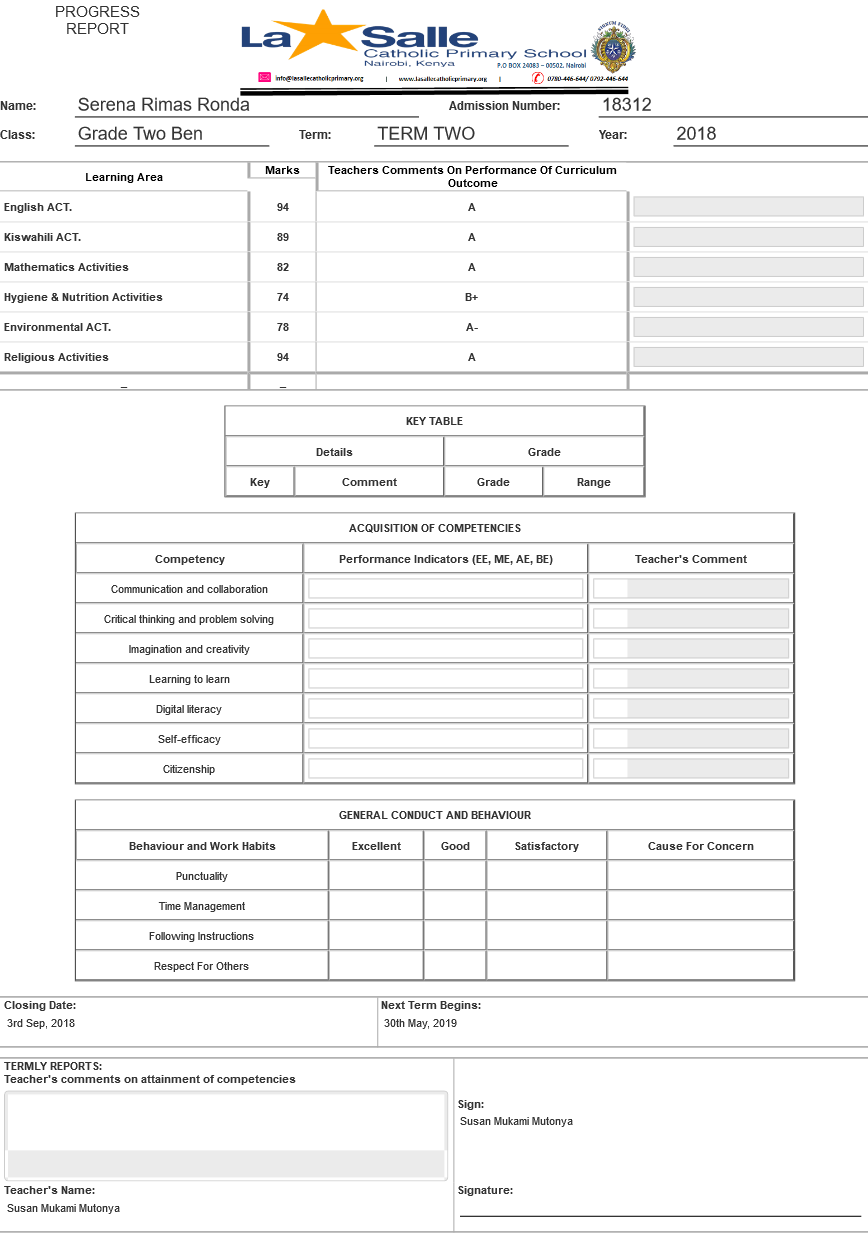 PROGRESS
REPORT
La Salle
Catholic Primary School
Nairobi, Kenya
P.O BOX 24083 – 00502, Nairobi
info@lasallecatholicprimary.org | www.lasallecatholicprimary.org | 0780-446-644/ 0792-446-644
Name: Serena Rimas Ronda Admission Number: 18312
Class: Grade Two Ben Term: TERM TWO Year: 2018
Learning Area Marks Teachers Comments On Performance Of Curriculum
Outcome
English ACT. 94 A
Kiswahili ACT. 89 A
Mathematics Activities 82 A
Hygiene & Nutrition Activities 74 B+
Environmental ACT. 78 A-
Religious Activities 94 A
_ _
KEY TABLE
Details Grade
Key Comment Grade Range
ACQUISITION OF COMPETENCIES
Competency Performance Indicators (EE, ME, AE, BE) Teacher's Comment
Communication and collaboration
Critical thinking and problem solving
Imagination and creativity
Learning to learn
Digital literacy
Self-efficacy
Citizenship
GENERAL CONDUCT AND BEHAVIOUR
Behaviour and Work Habits Excellent Good Satisfactory Cause For Concern
Punctuality
Time Management
Following Instructions
Respect For Others
Closing Date: Next Term Begins:
3rd Sep, 2018 30th May, 2019
TERMLY REPORTS:
Teacher's comments on attainment of competencies
Sign:
Susan Mukami Mutonya
Teacher's Name: Signature:
Susan Mukami Mutonya